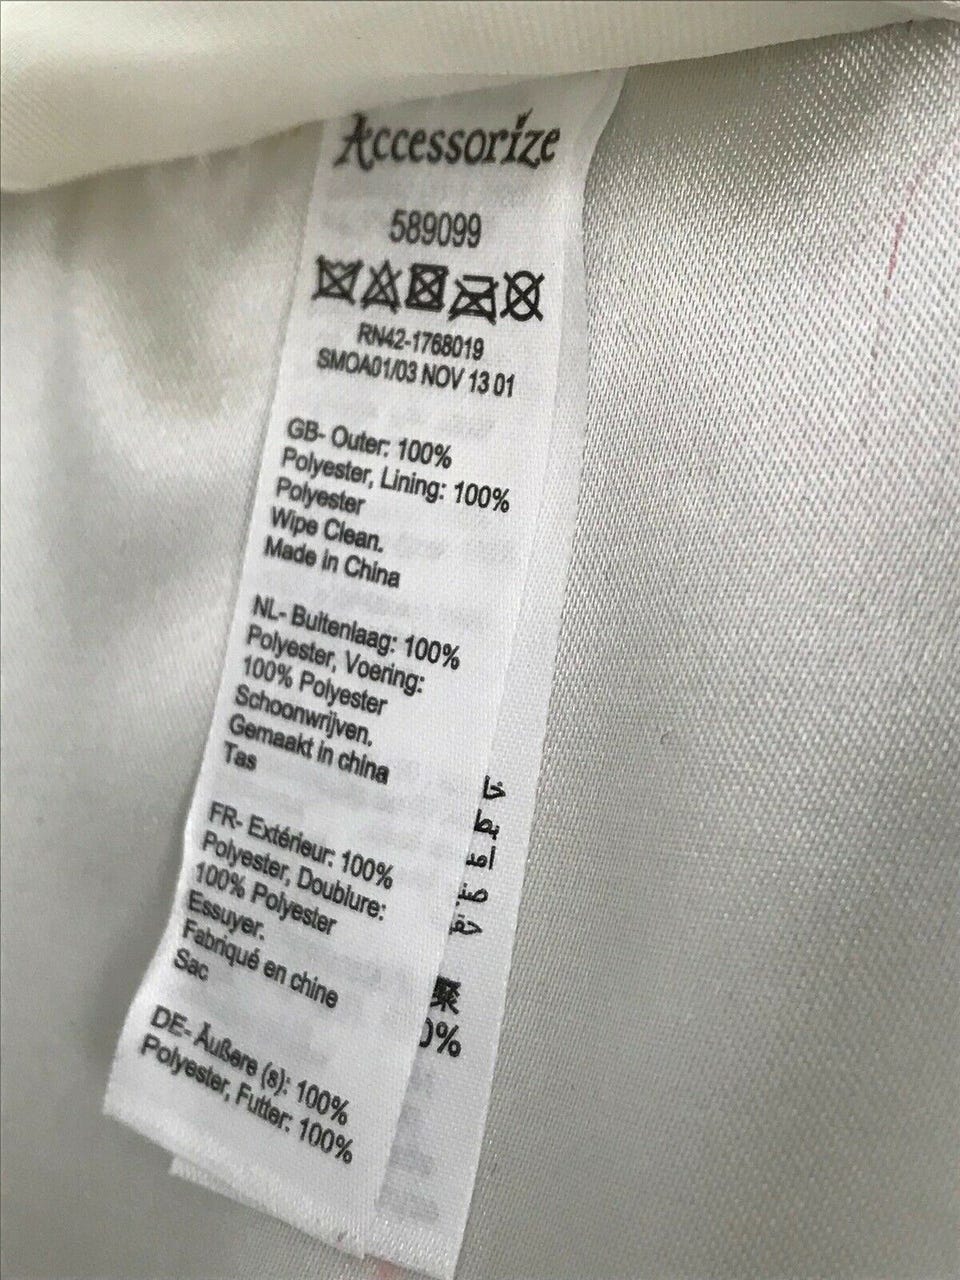 Accessorize
589099
RN42-1768019
SMOA01/03 NOV 13 01
GB- Outer: 100%
Polyester, Lining: 100%
Polyester
Wipe Clean.
Made in China
NL- Buitenlaag: 100%
Polyester, Voering:
100% Polyester
Schoonwrijven.
Gemaakt in china
Tas
FR- Extérieur: 100%
Polyester, Doublure:
100% Polyester
Essuyer.
Fabriqué en chine
Sac
DE- Äußere (s): 100%
Polyester, Futter: 100%
聚
0%